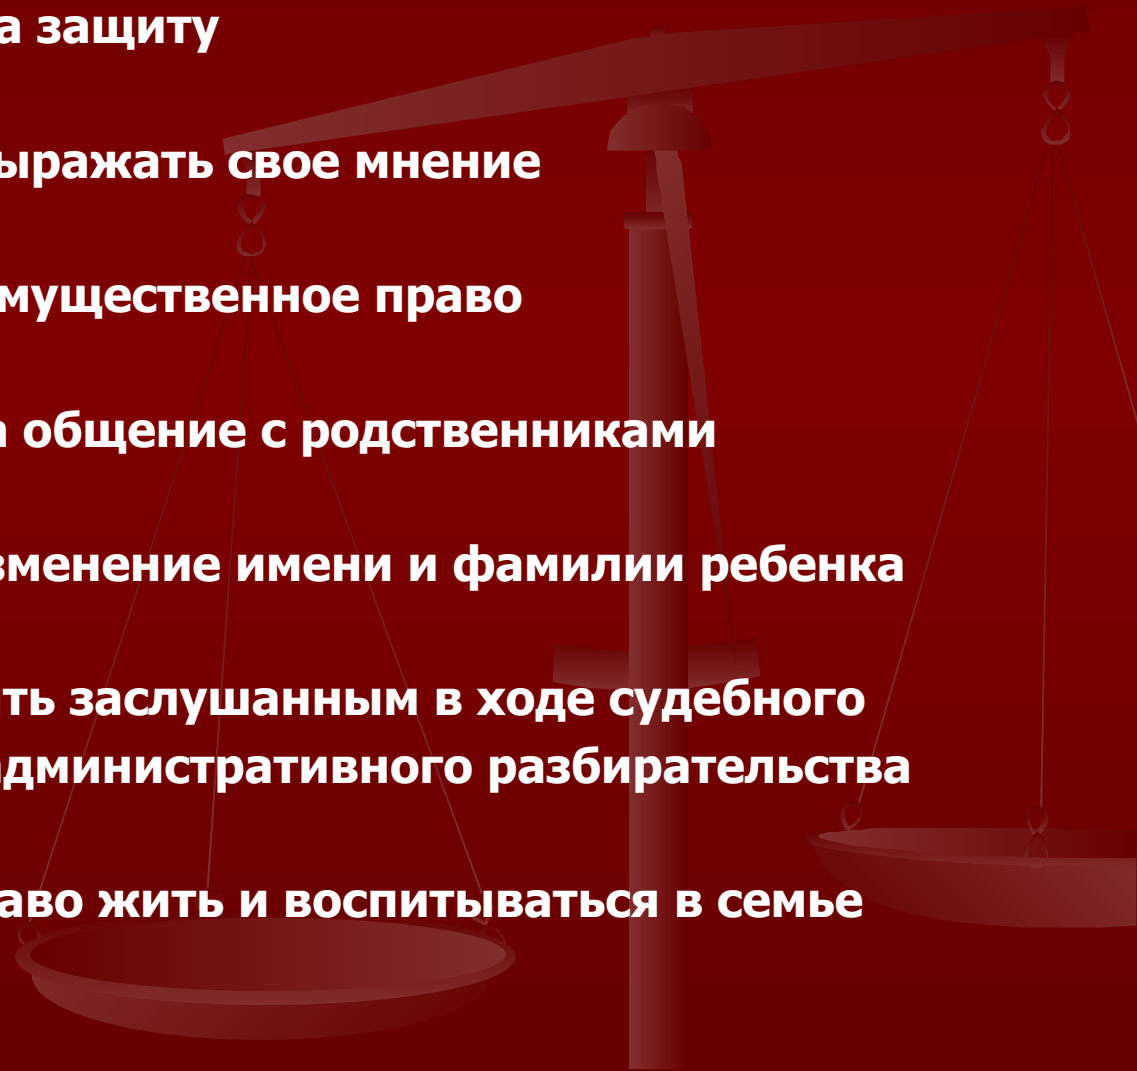 а защиту
ыражать свое мнение
мущественное право
а общение с родственниками
зменение имени и фамилии ребенка
ть заслушанным в ходе судебного
административного разбирательства
аво жить и воспитываться в семье